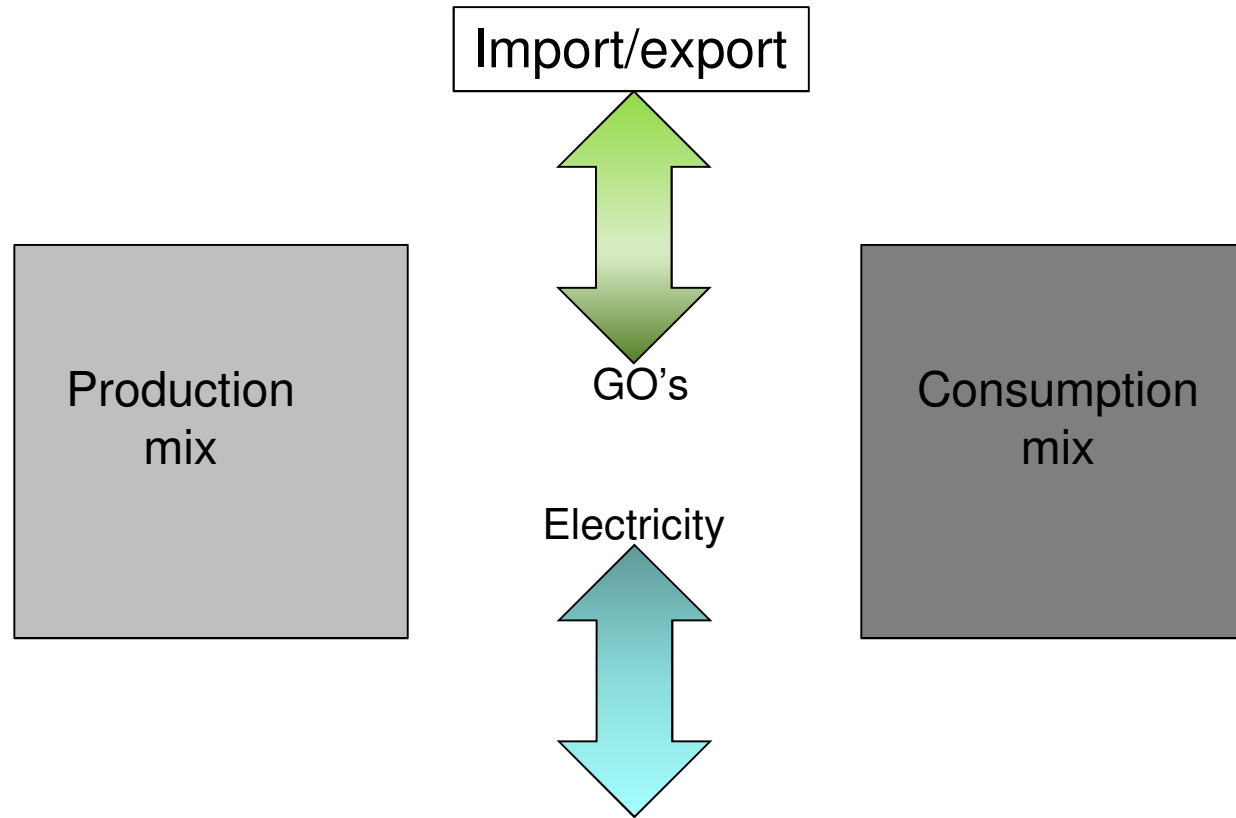 Import/export
Production
mix
GO's
Consumption
mix
Electricity